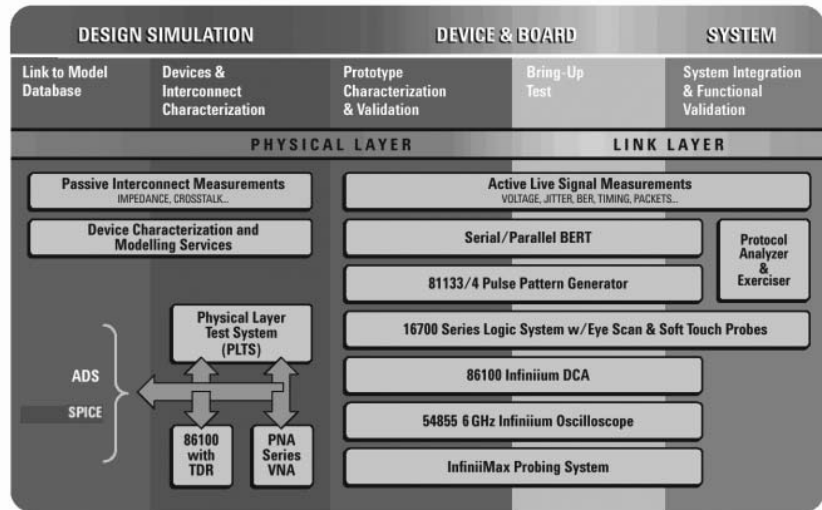 DESIGN SIMULATION
DEVICE & BOARD
SYSTEM
Link to Model
Database
Devices &
Interconnect
Characterization
Prototype
Characterization
& Validation
Bring-Up
Test
System Integration
& Functional
Validation
PHYSICAL LAYER
LINK LAYER
Passive Interconnect Measurements
IMPEDANCE, CROSSTALK...
Active Live Signal Measurements
VOLTAGE, JITTER, BER, TIMING, PACKETS...
Device Characterization and
Modelling Services
Serial/Parallel BERT
Protocol
Analyzer
&
Exerciser
81133/4 Pulse Pattern Generator
Physical Layer
Test System
(PLTS)
16700 Series Logic System w/Eye Scan & Soft Touch Probes
ADS
SPICE
86100 Infiniium DCA
54855 6 GHz Infiniium Oscilloscope
86100
with
TDR
PNA
Series
VNA
InfiniiMax Probing System